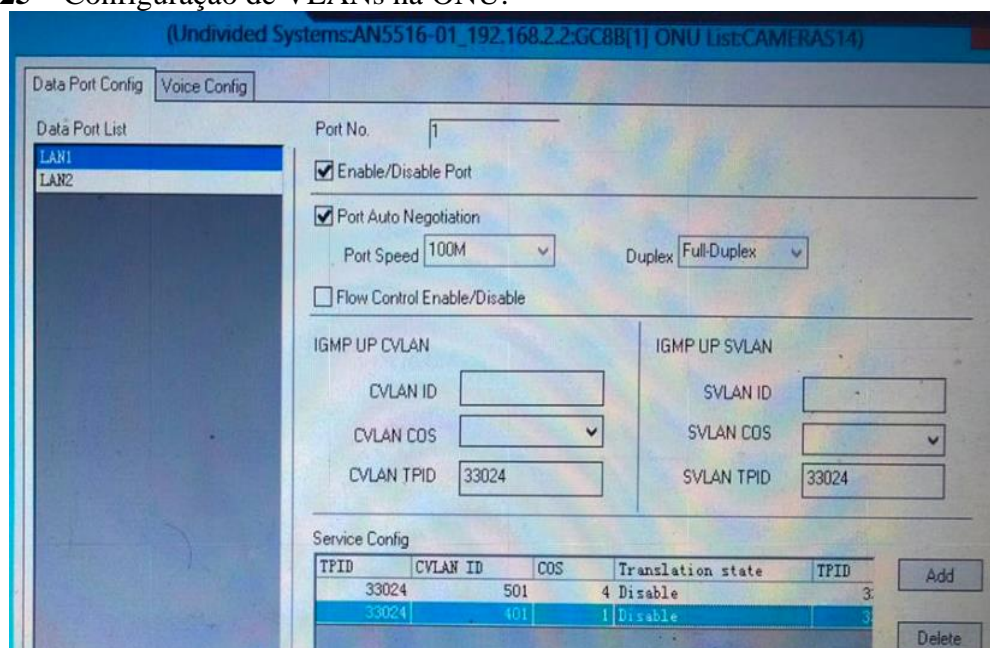 Configuração de VLANs na ONU.
(Undivided Systems:AN5516-01_192.168.2.2:GC8B[1] ONU List:CAMERAS14)
Data Port Config Voice Config
Data Port List
LAN1
LAN2
Port No. 1
Enable/Disable Port
Port Auto Negotiation
Port Speed 100M Duplex Full-Duplex
Flow Control Enable/Disable
IGMP UP CVLAN IGMP UP SVLAN
CVLAN ID SVLAN ID
CVLAN COS SVLAN COS
CVLAN TPID 33024 SVLAN TPID 33024
Service Config
TPID CVLAN ID COS Translation state TPID Add
33024 501 4 Disable
33024 401 1 Disable
Delete